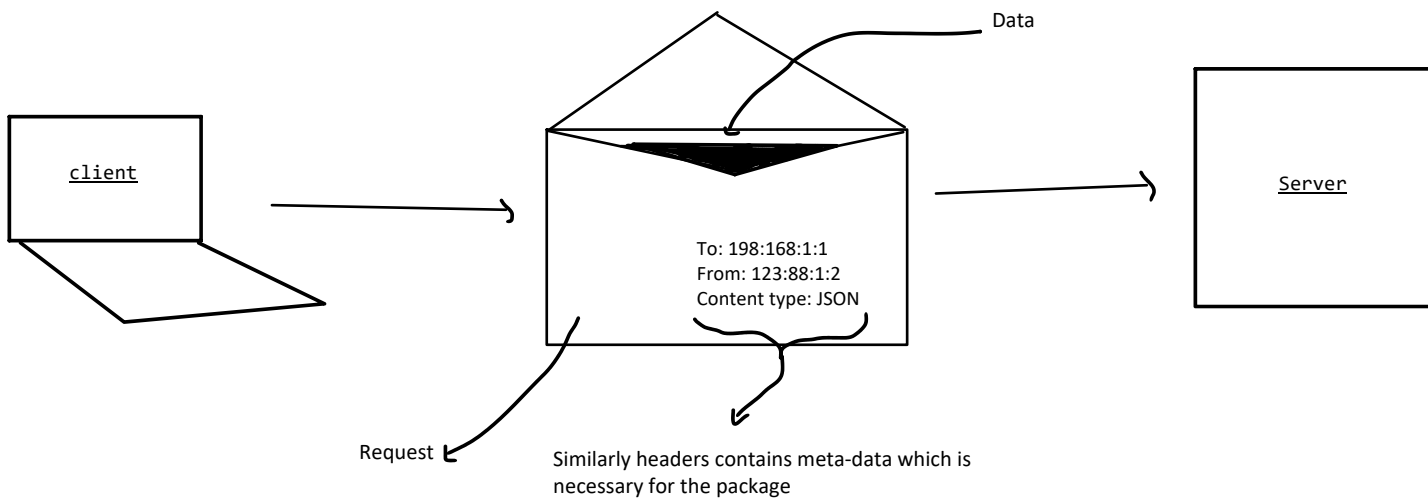 Data
client
Server
To: 198:168:1:1
From: 123:88:1:2
Content type: JSON
Request
Similarly headers contains meta-data which is
necessary for the package